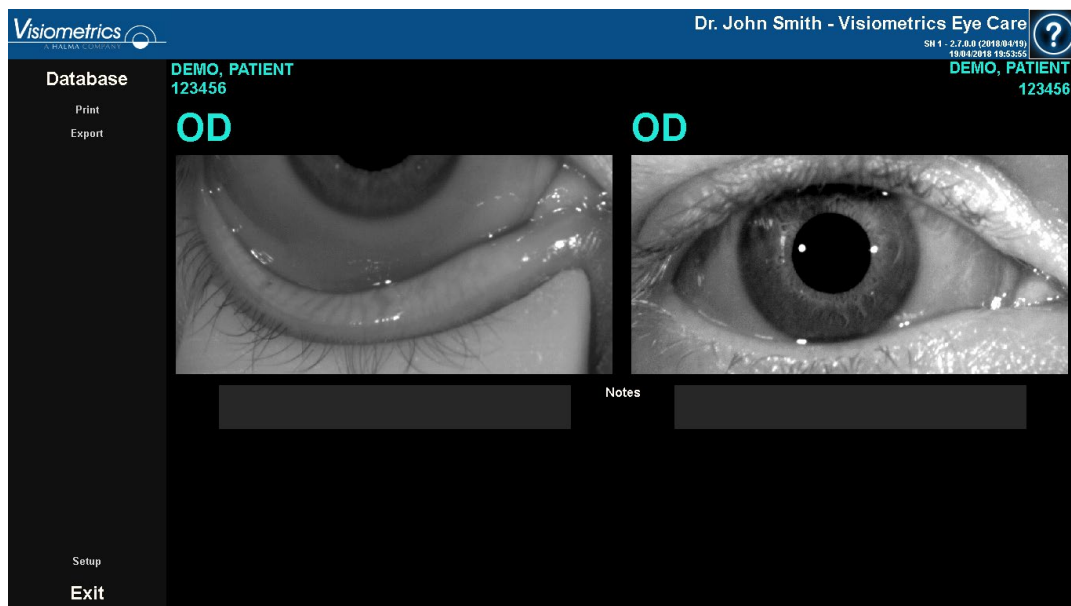 Visiometrics
A HALMA COMPANY
Dr. John Smith - Visiometrics Eye Care
SN 1 - 2.7.0.0 (2018/04/19)
19/04/2018 19:53:55
?
Database
Print
Export
DEMO, PATIENT
123456
DEMO, PATIENT
123456
OD
OD
Notes
Setup
Exit